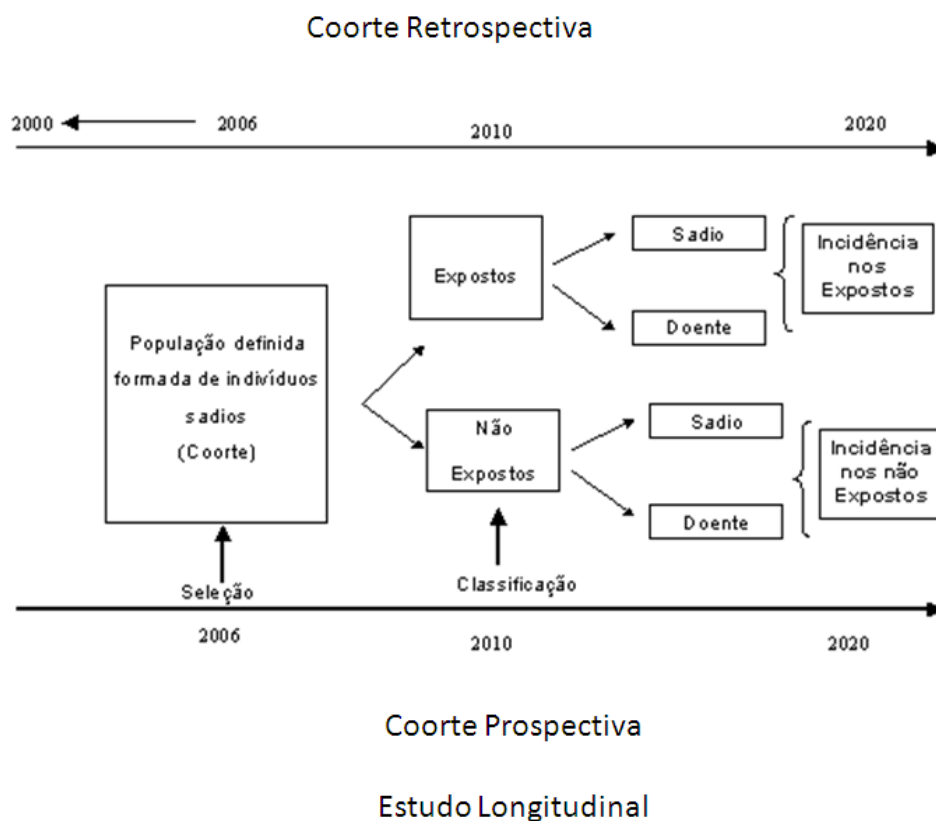 Coorte Retrospectiva
2000
2006
2010
2020
População definida
formada de indivíduos
sadios
(Coorte)
Expostos
Não
Expostos
Sadio
Doente
Sadio
Doente
Incidência
nos
Expostos
Incidência
nos não
Expostos
Seleção
Classificação
2006
2010
2020
Coorte Prospectiva
Estudo Longitudinal